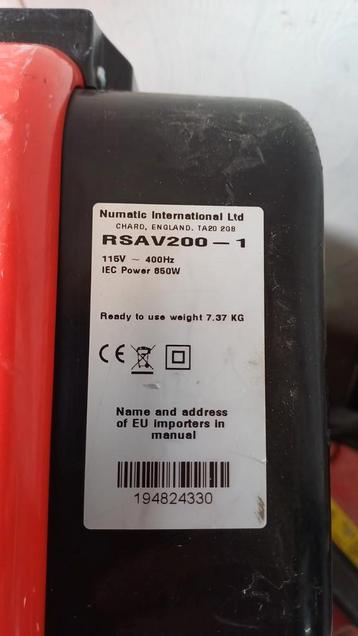 Numatic International Ltd
CHARD, ENGLAND. TA20 2GB
RSAV200-1
115V ~ 400Hz
IEC Power 850W
Ready to use weight 7.37 KG
CE
Name and address
of EU importers in
manual
194824330